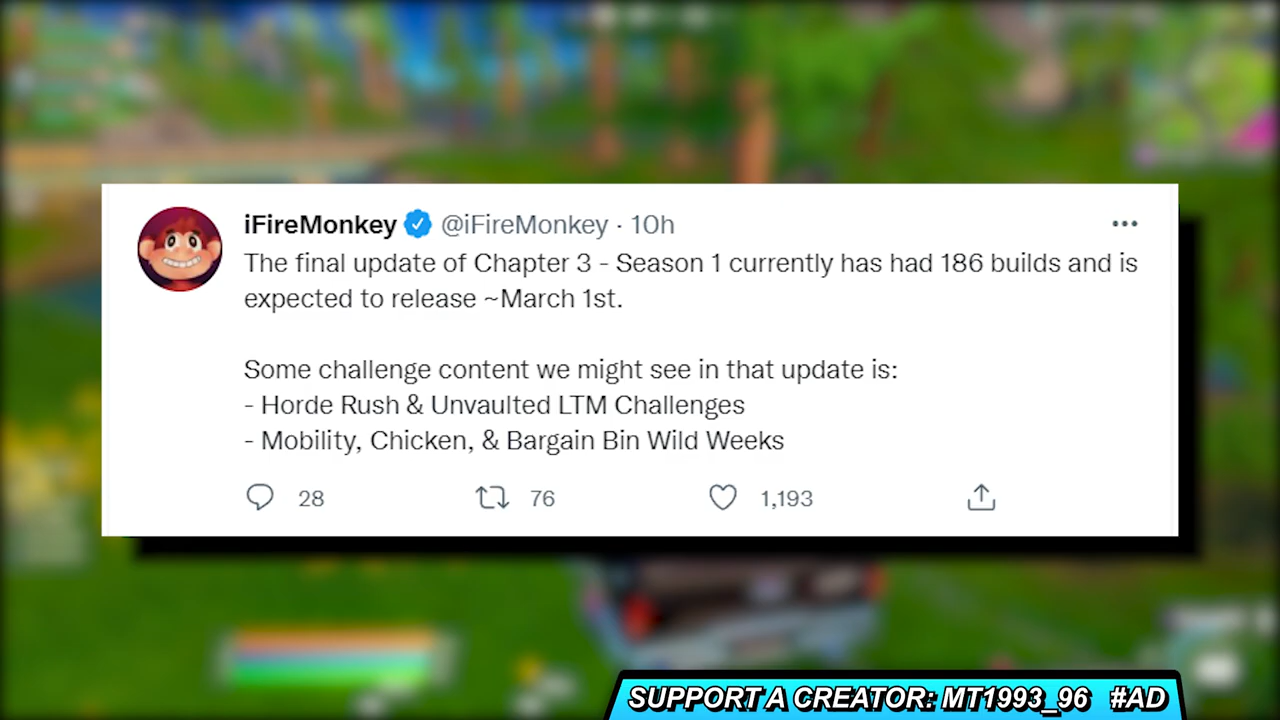 iFireMonkey @iFireMonkey · 10h
The final update of Chapter 3 - Season 1 currently has had 186 builds and is
expected to release ~March 1st.
Some challenge content we might see in that update is:
- Horde Rush & Unvaulted LTM Challenges
- Mobility, Chicken, & Bargain Bin Wild Weeks
28 76 1,193
SUPPORT A CREATOR: MT1993_96 #AD